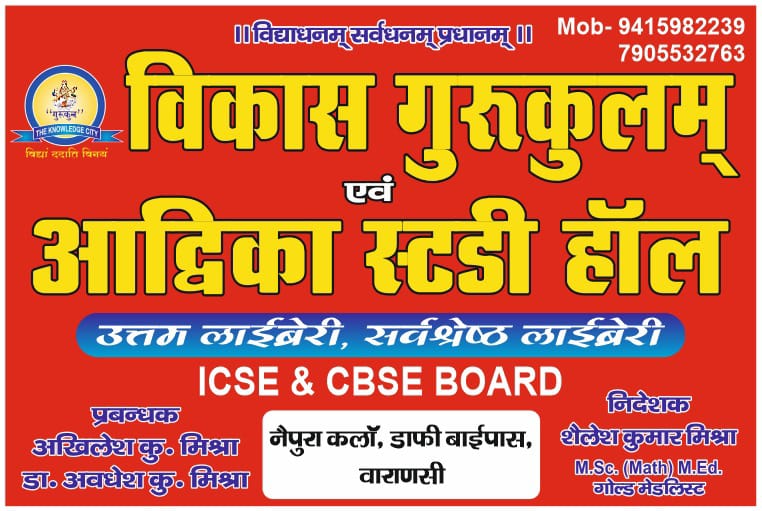 ।। विद्याधनम् सर्वधनम् प्रधानम् ।।
Mob- 9415982239
7905532763
"गुरुकुल"
THE KNOWLEDGE CITY
विद्यां ददाति विनयं
विकास गुरुकुलम्
एवं
आद्विका स्टडी हॉल
उत्तम लाईब्रेरी, सर्वश्रेष्ठ लाईब्रेरी
ICSE & CBSE BOARD
प्रबन्धक
अखिलेश कु. मिश्रा
डा. अवधेश कु. मिश्रा
नैपुरा कलॉ, डाफी बाईपास,
वाराणसी
निदेशक
शैलेश कुमार मिश्रा
M.Sc. (Math) M.Ed.
गोल्ड मेडलिस्ट